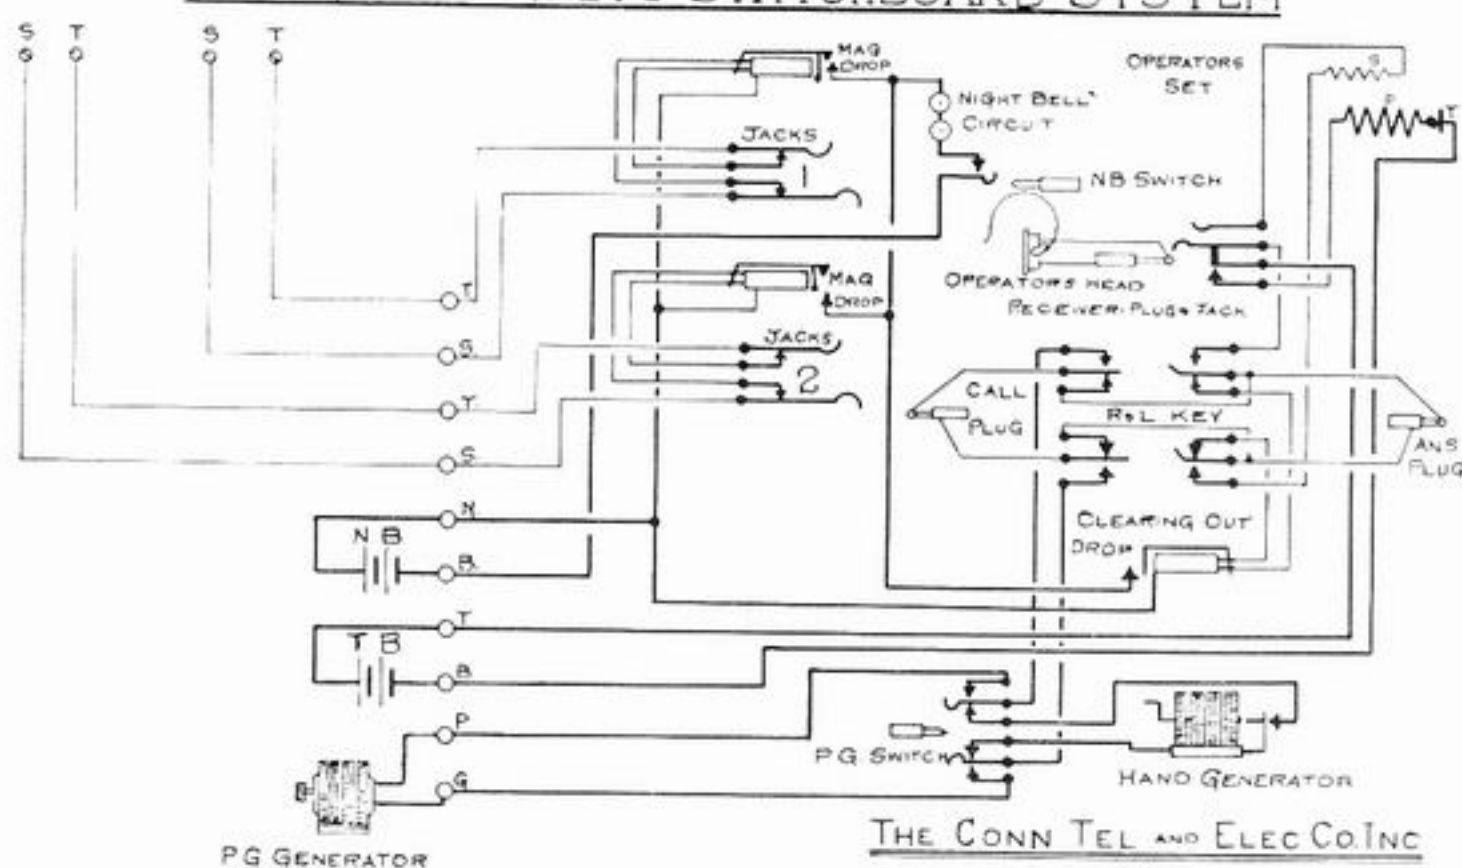 SWITCHBOARD SYSTEM
S T S T
MAG
DROP
NIGHT BELL
CIRCUIT
OPERATORS
SET
S
P
T
JACKS
1
NB SWITCH
OPERATORS HEAD
RECEIVER-PLUG & JACK
MAG
DROP
JACKS
2
T
S
T
S
N
B
N B
T
B
T B
P
G
CALL
PLUG
R&L KEY
ANS
PLUG
CLEARING OUT
DROP
PG SWITCH
HAND GENERATOR
PG GENERATOR
THE CONN TEL AND ELEC CO. INC